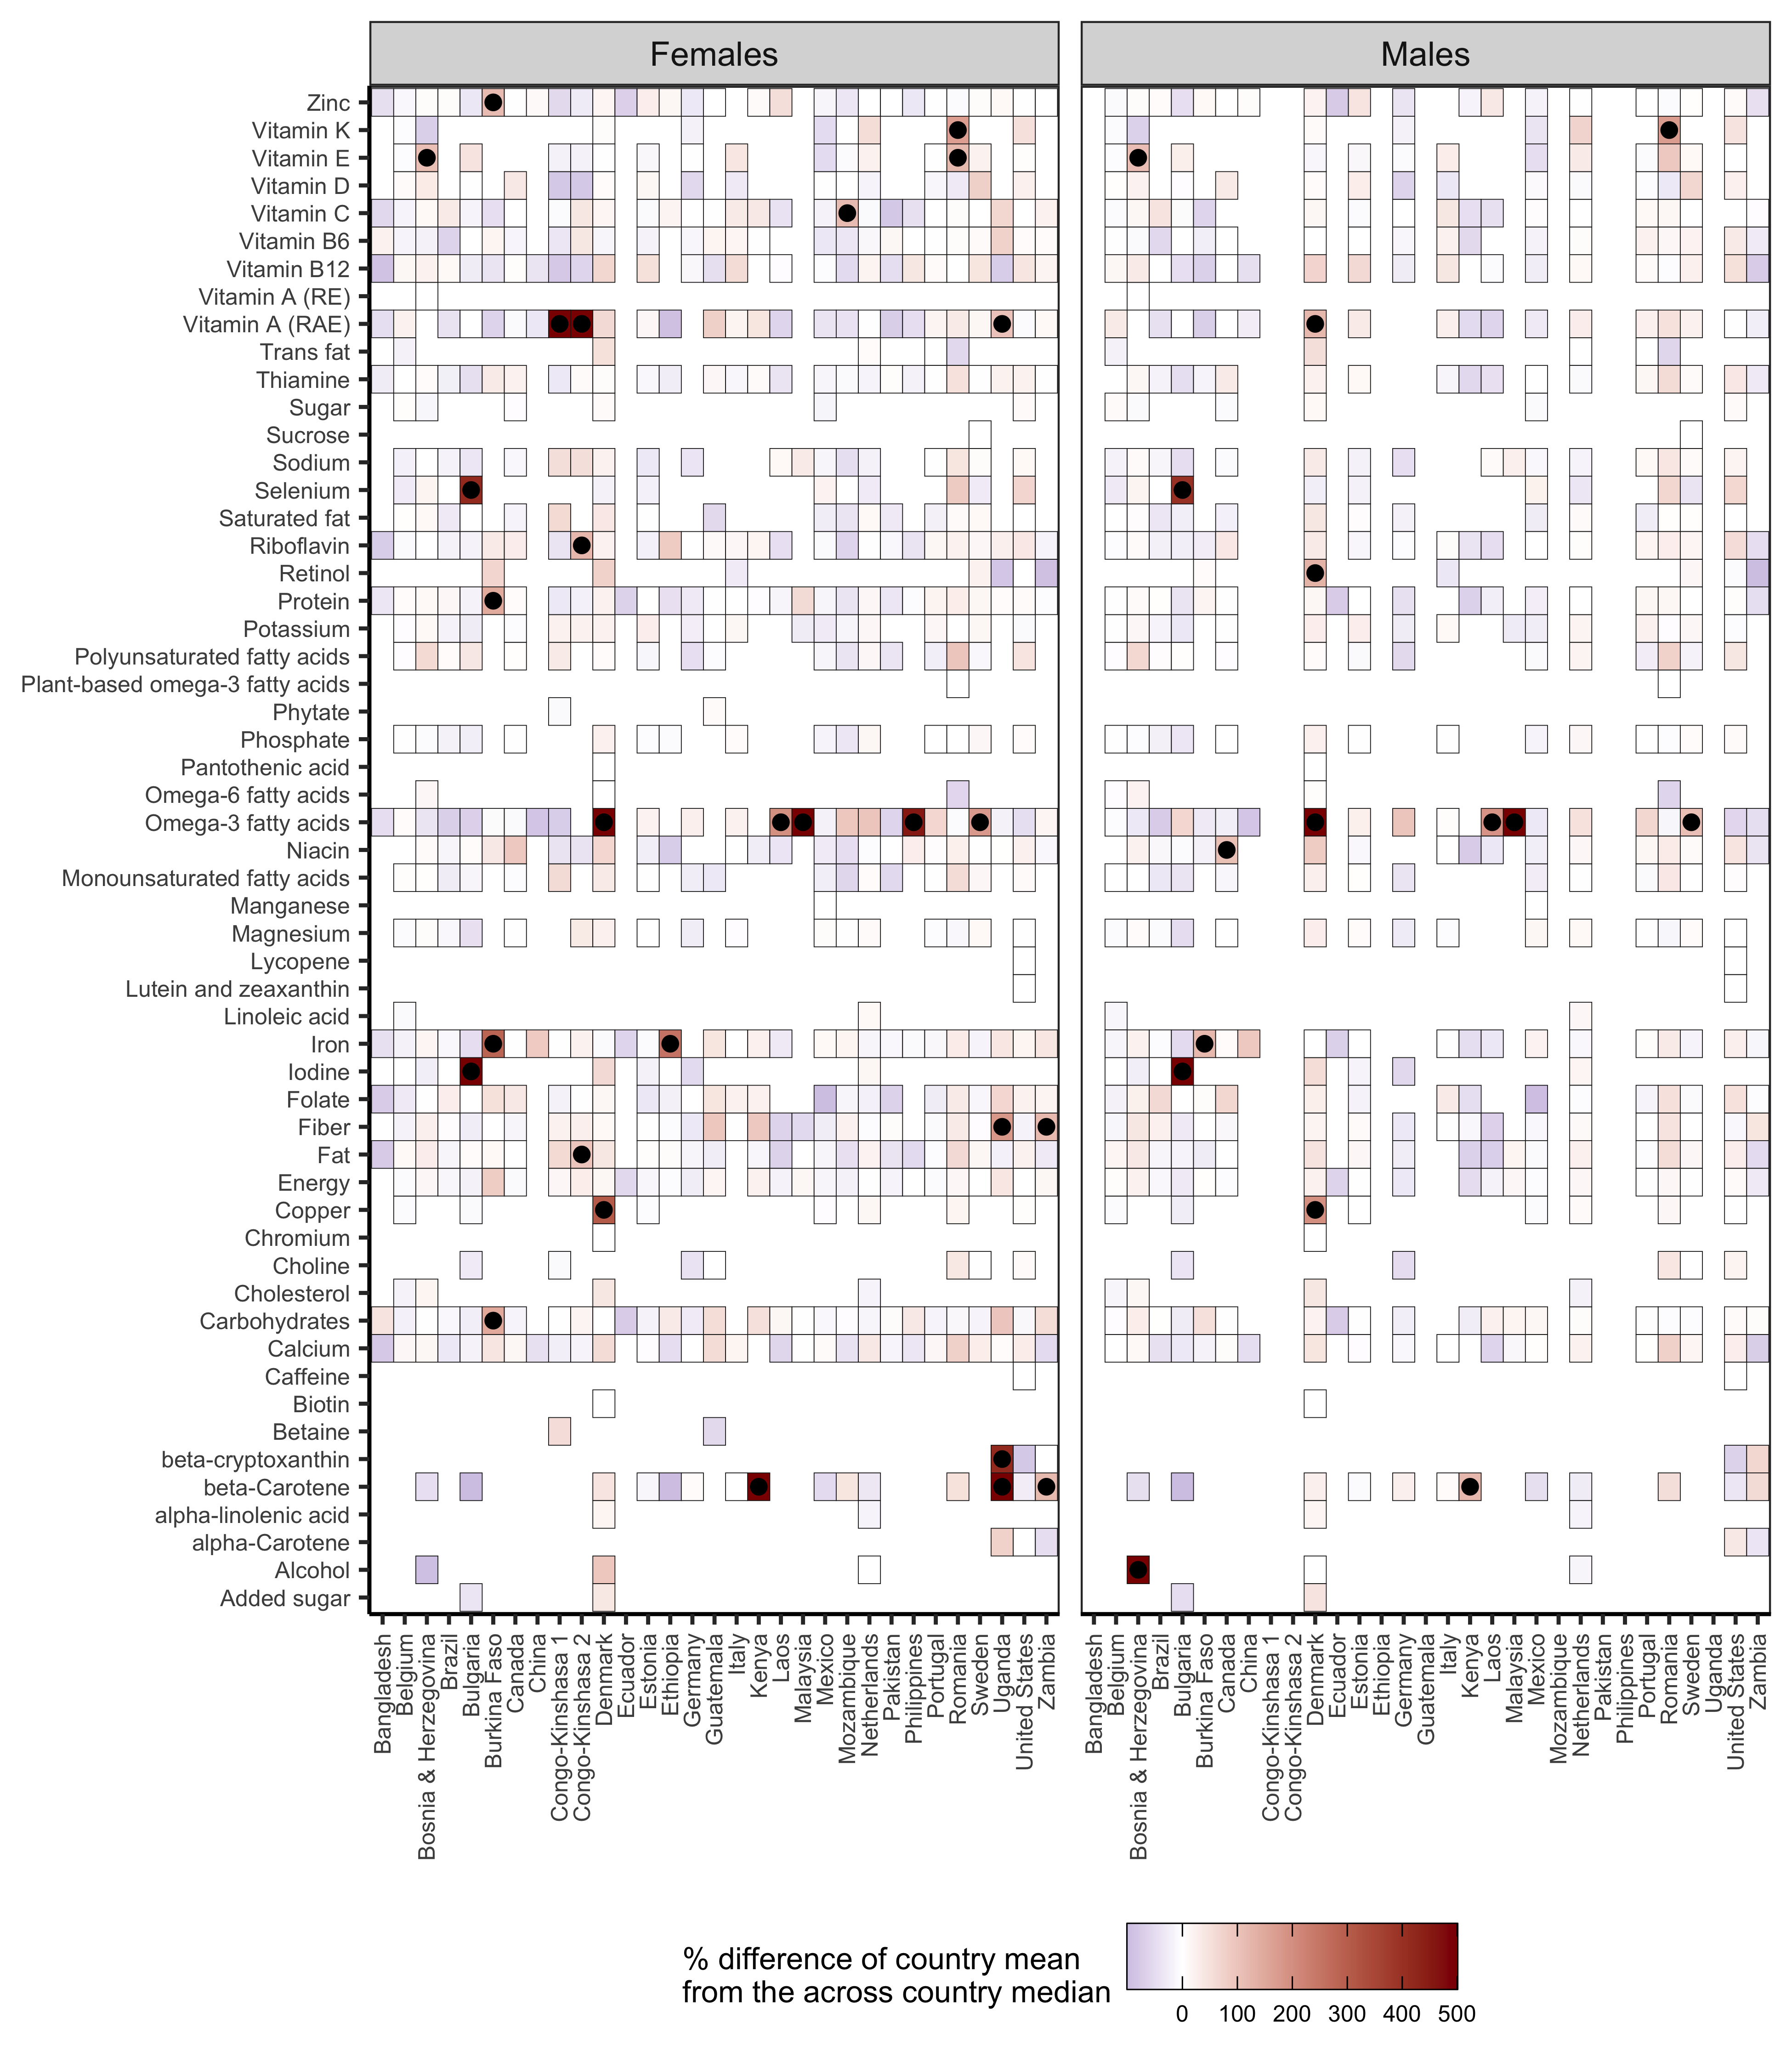 Females
Males
Zinc
Vitamin K
Vitamin E
Vitamin D
Vitamin C
Vitamin B6
Vitamin B12
Vitamin A (RE)
Vitamin A (RAE)
Trans fat
Thiamine
Sugar
Sucrose
Sodium
Selenium
Saturated fat
Riboflavin
Retinol
Protein
Potassium
Polyunsaturated fatty acids
Plant-based omega-3 fatty acids
Phytate
Phosphate
Pantothenic acid
Omega-6 fatty acids
Omega-3 fatty acids
Niacin
Monounsaturated fatty acids
Manganese
Magnesium
Lycopene
Lutein and zeaxanthin
Linoleic acid
Iron
Iodine
Folate
Fiber
Fat
Energy
Copper
Chromium
Choline
Cholesterol
Carbohydrates
Calcium
Caffeine
Biotin
Betaine
beta-cryptoxanthin
beta-Carotene
alpha-linolenic acid
alpha-Carotene
Alcohol
Added sugar
Bangladesh
Belgium
Bosnia & Herzegovina
Brazil
Bulgaria
Burkina Faso
Canada
China
Congo-Kinshasa 1
Congo-Kinshasa 2
Denmark
Ecuador
Estonia
Ethiopia
Germany
Guatemala
Italy
Kenya
Laos
Malaysia
Mexico
Mozambique
Netherlands
Pakistan
Philippines
Portugal
Romania
Sweden
Uganda
United States
Zambia
Bangladesh
Belgium
Bosnia & Herzegovina
Brazil
Bulgaria
Burkina Faso
Canada
China
Congo-Kinshasa 1
Congo-Kinshasa 2
Denmark
Ecuador
Estonia
Ethiopia
Germany
Guatemala
Italy
Kenya
Laos
Malaysia
Mexico
Mozambique
Netherlands
Pakistan
Philippines
Portugal
Romania
Sweden
Uganda
United States
Zambia
% difference of country mean
from the across country median
0 100 200 300 400 500